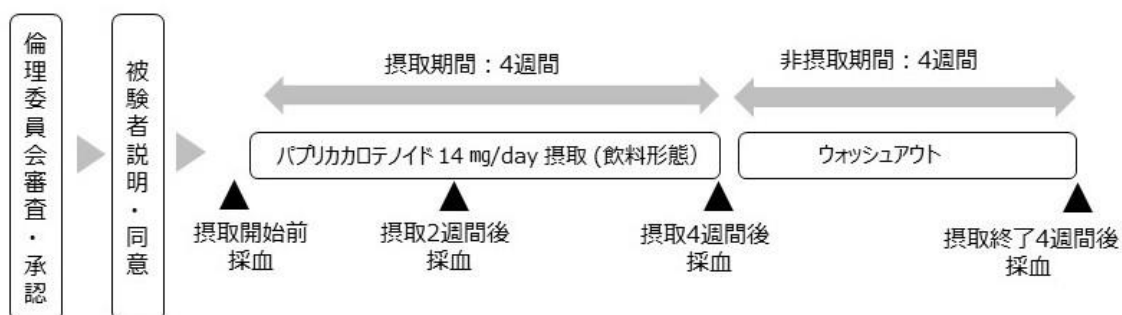 倫理委員会審査・承認
被験者説明・同意
摂取期間：4週間
非摂取期間：4週間
パプリカカロテノイド 14 mg/day 摂取 (飲料形態)
ウォッシュアウト
摂取開始前
採血
摂取2週間後
採血
摂取4週間後
採血
摂取終了4週間後
採血